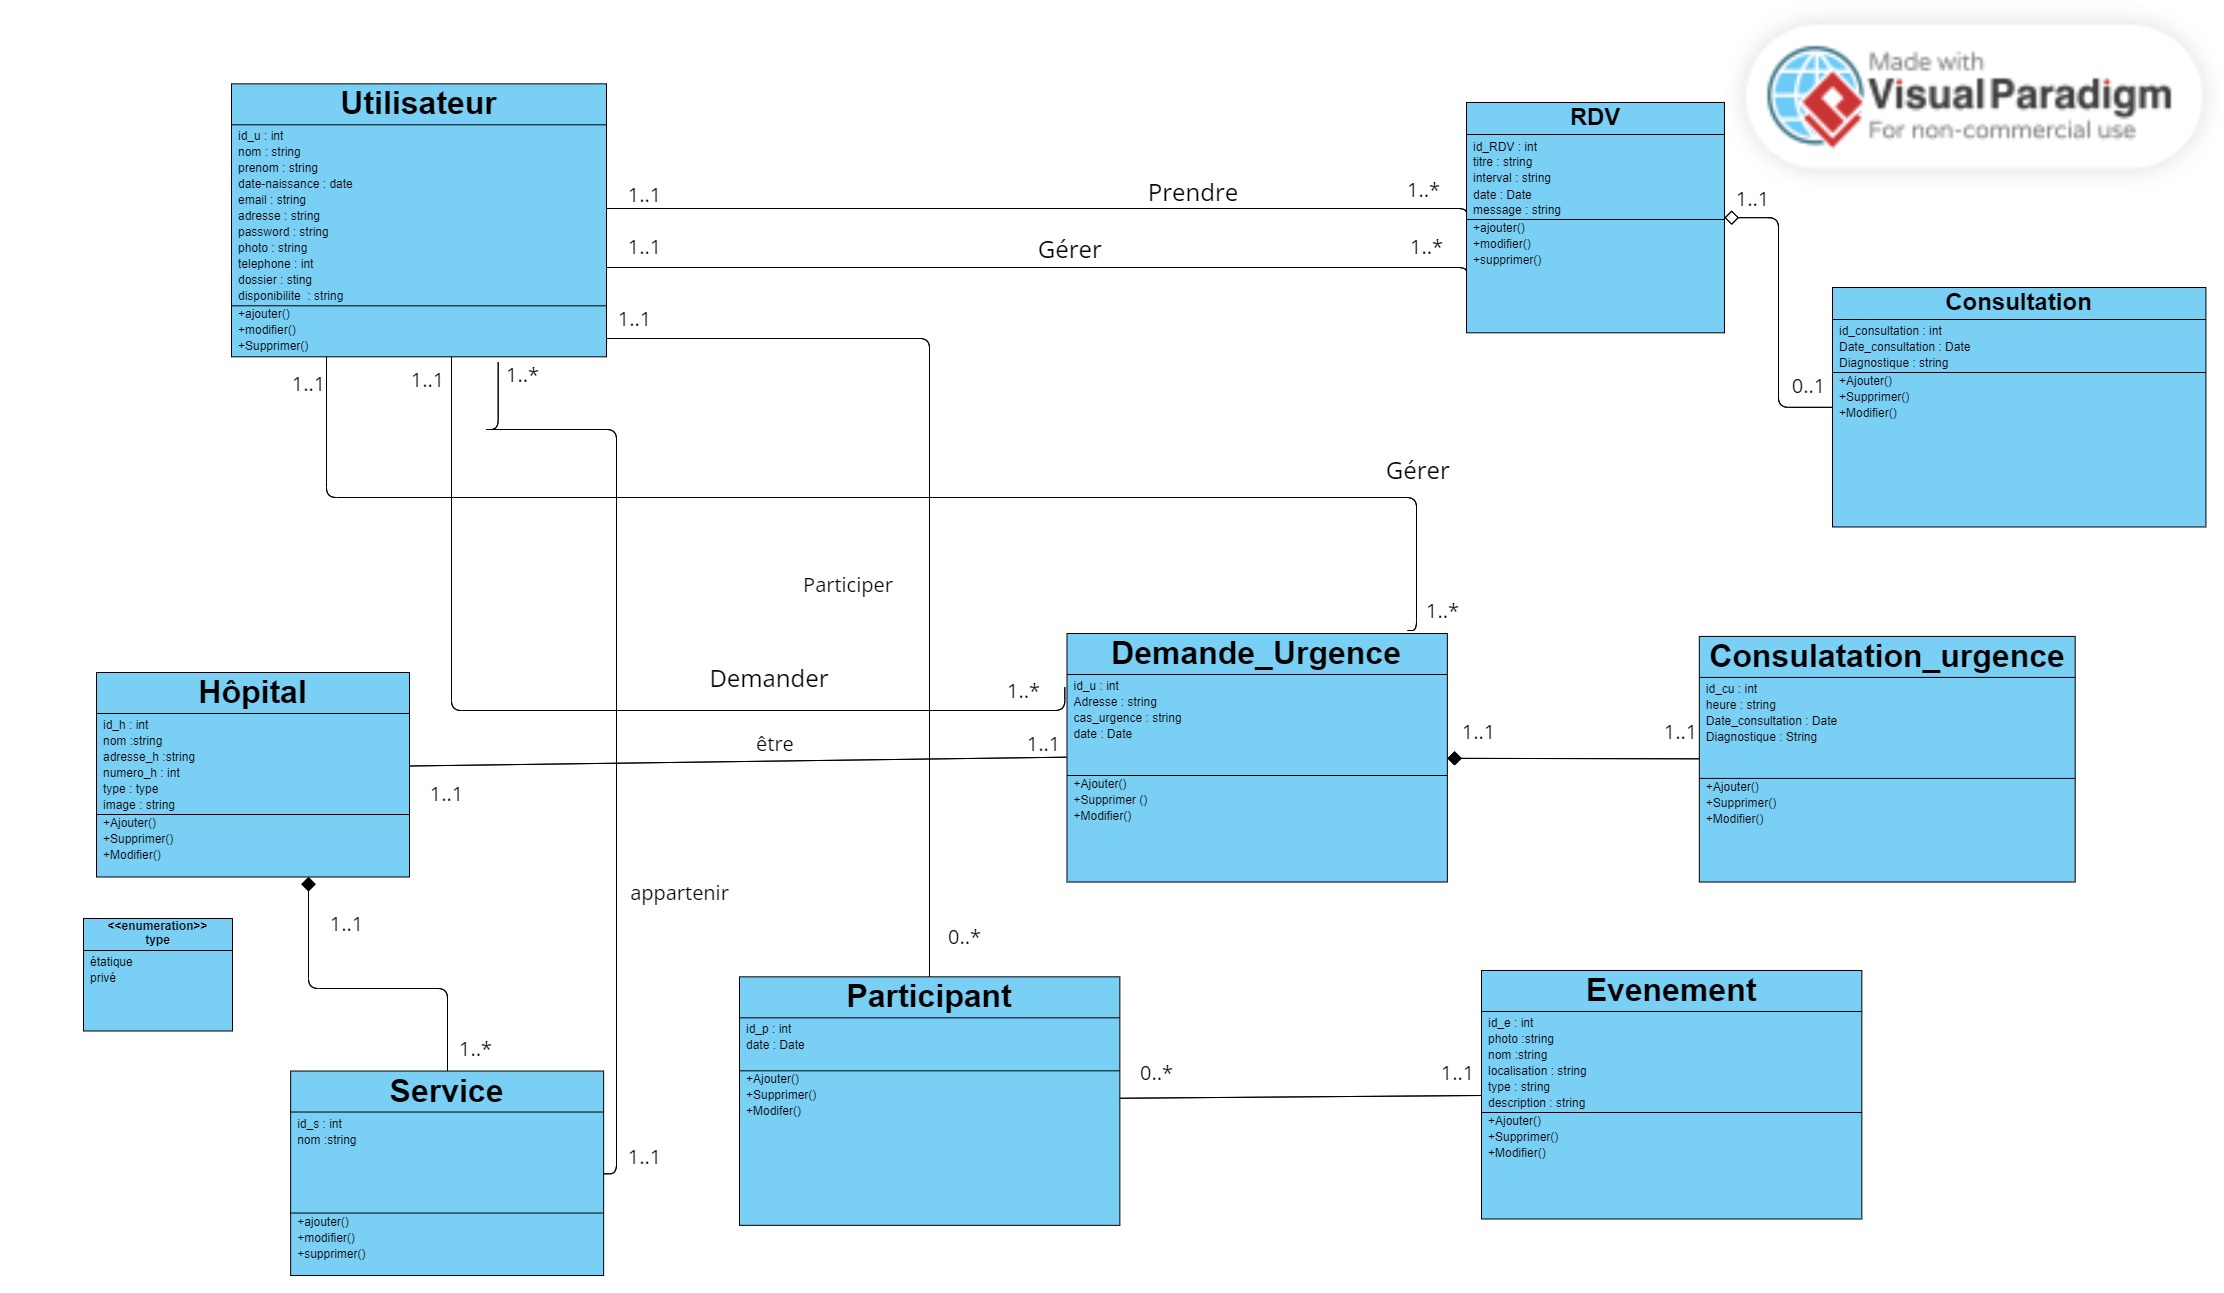 Made with
Visual Paradigm
For non-commercial use
Utilisateur
id_u : int
nom : string
prenom : string
date-naissance : date
email : string
adresse : string
password : string
photo : string
telephone : int
dossier : sting
disponibilite  : string
+ajouter()
+modifier()
+Supprimer()
RDV
id_RDV : int
titre : string
interval : string
date : Date
message : string
+ajouter()
+modifier()
+supprimer()
1..1
Prendre
1..*
1..1
Gérer
1..*
1..1
1..1
Consultation
id_consultation : int
Date_consultation : Date
Diagnostique : string
+Ajouter()
+Supprimer()
+Modifier()
0..1
1..1
1..1
1..*
Gérer
1..*
Participer
Demander
1..*
Demande_Urgence
id_u : int
Adresse : string
cas_urgence : string
date : Date
+Ajouter()
+Supprimer ()
+Modifier()
1..1
1..1
Consulatation_urgence
id_cu : int
heure : string
Date_consultation : Date
Diagnostique : String
+Ajouter()
+Supprimer()
+Modifier()
Hôpital
id_h : int
nom :string
adresse_h :string
numero_h : int
type : type
image : string
+Ajouter()
+Supprimer()
+Modifier()
être
1..1
1..1
appartenir
1..1
<<enumeration>>
type
étatique
privé
1..*
0..*
Service
id_s : int
nom :string
+ajouter()
+modifier()
+supprimer()
1..1
Participant
id_p : int
date : Date
+Ajouter()
+Supprimer()
+Modifer()
0..*
1..1
Evenement
id_e : int
photo :string
nom :string
localisation : string
type : string
description : string
+Ajouter()
+Supprimer()
+Modifier()